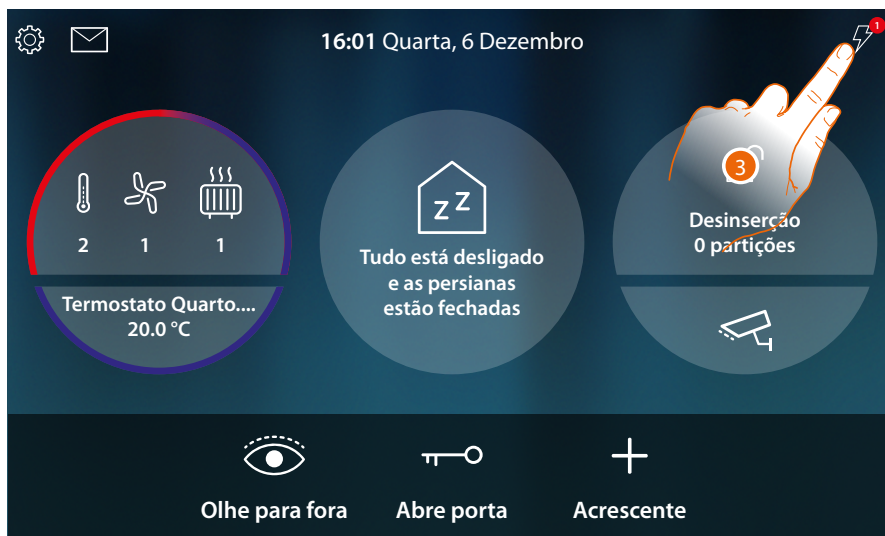 16:01 Quarta, 6 Dezembro
1
2 1 1
Termostato Quarto....
20.0 °C
z Z
Tudo está desligado
e as persianas
estão fechadas
3
Desinserção
0 partições
Olhe para fora
Abre porta
Acrescente